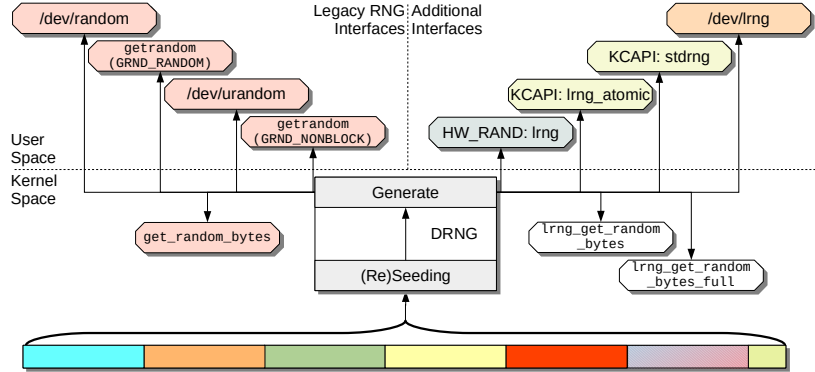 Legacy RNG
Interfaces
Additional
Interfaces
/dev/random
getrandom
(GRND_RANDOM)
/dev/urandom
getrandom
(GRND_NONBLOCK)
/dev/lrng
KCAPI: stdrng
KCAPI: lrng_atomic
HW_RAND: lrng
User
Space
Kernel
Space
Generate
DRNG
(Re)Seeding
get_random_bytes
lrng_get_random
_bytes
lrng_get_random
_bytes_full